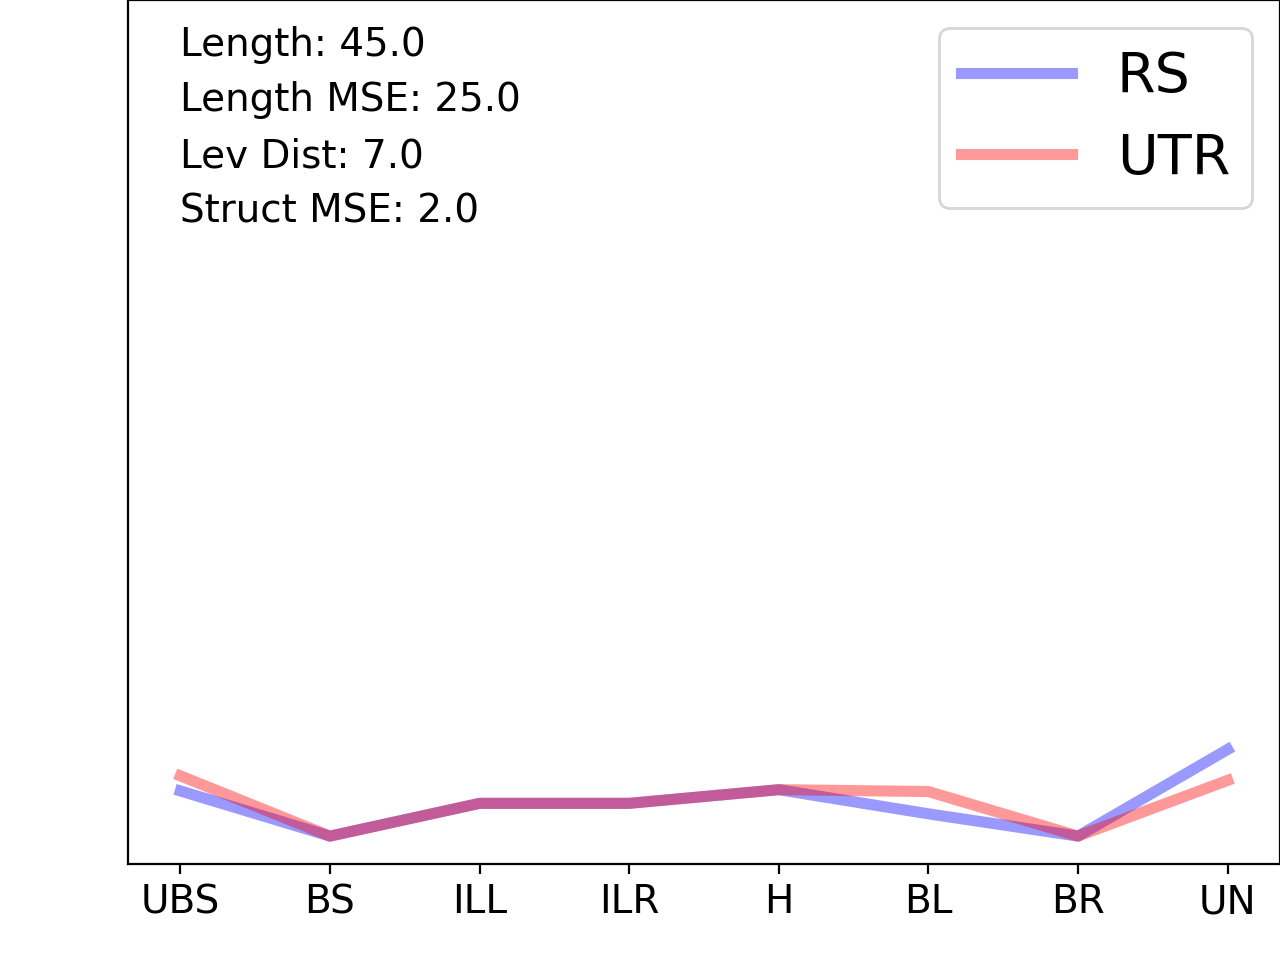 Length: 45.0
Length MSE: 25.0
Lev Dist: 7.0
Struct MSE: 2.0
RS
UTR
UBS BS ILL ILR H BL BR UN